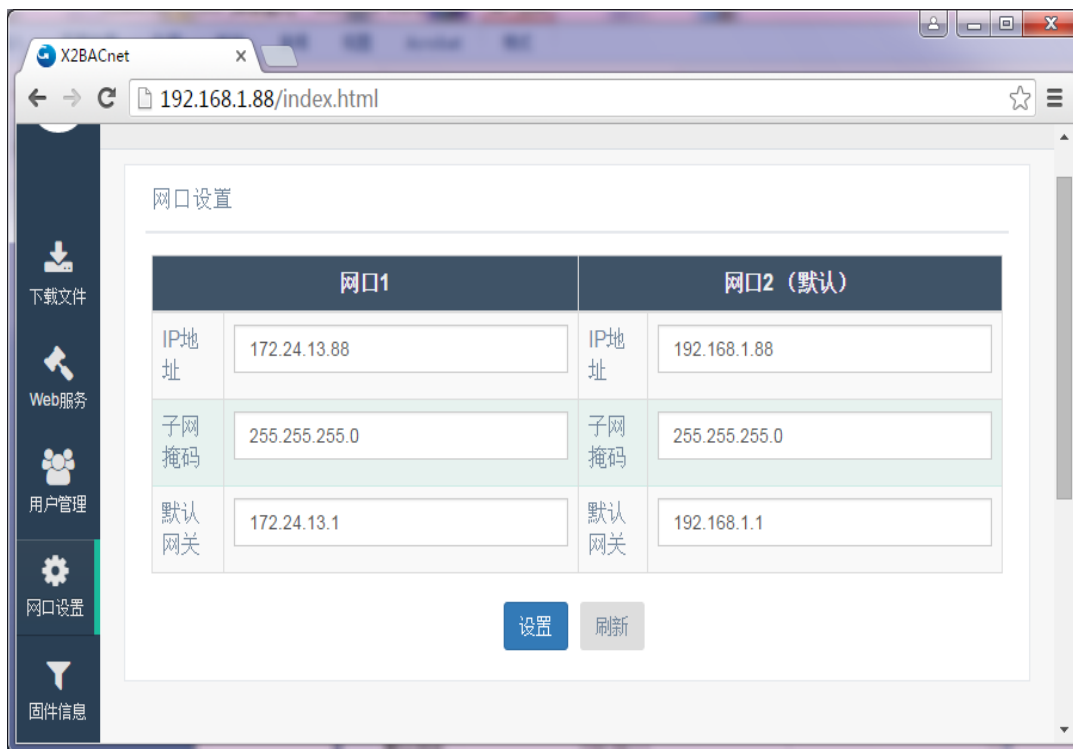 X2BACnet
192.168.1.88/index.html
网口设置
网口1
网口2（默认）
IP地址
172.24.13.88
IP地址
192.168.1.88
子网掩码
255.255.255.0
子网掩码
255.255.255.0
默认网关
172.24.13.1
默认网关
192.168.1.1
设置
刷新
下载文件
Web服务
用户管理
网口设置
固件信息